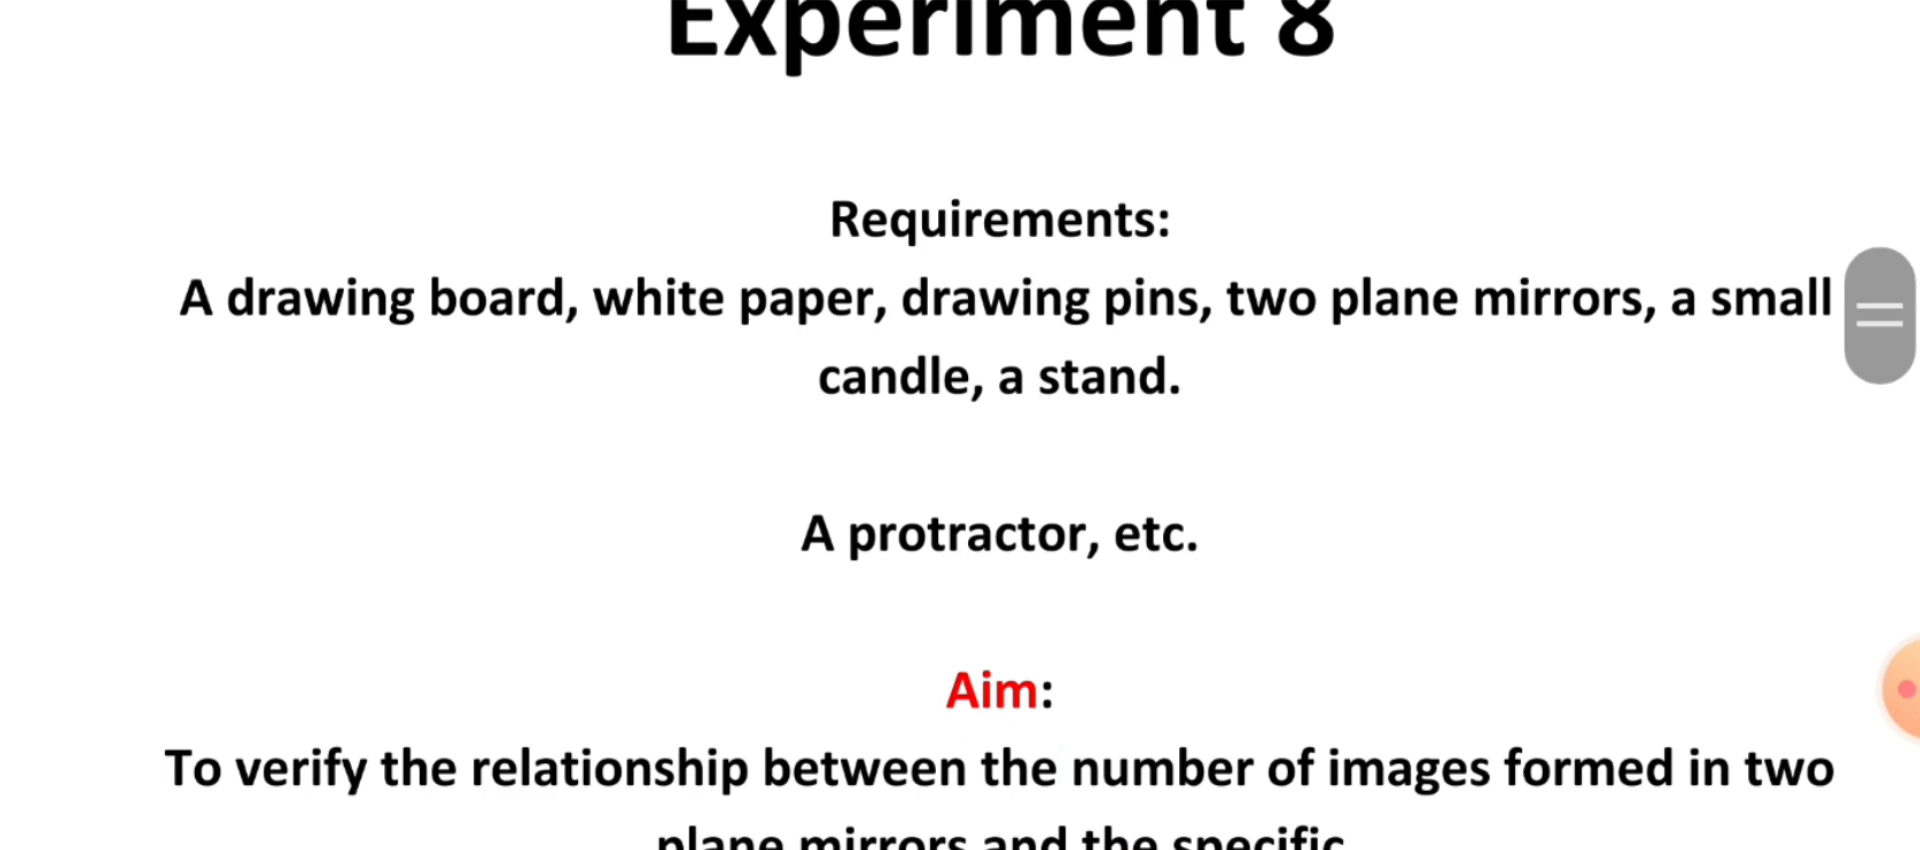 Experiment 8
Requirements:
A drawing board, white paper, drawing pins, two plane mirrors, a small
candle, a stand.
A protractor, etc.
Aim:
To verify the relationship between the number of images formed in two
plane mirrors and the specific